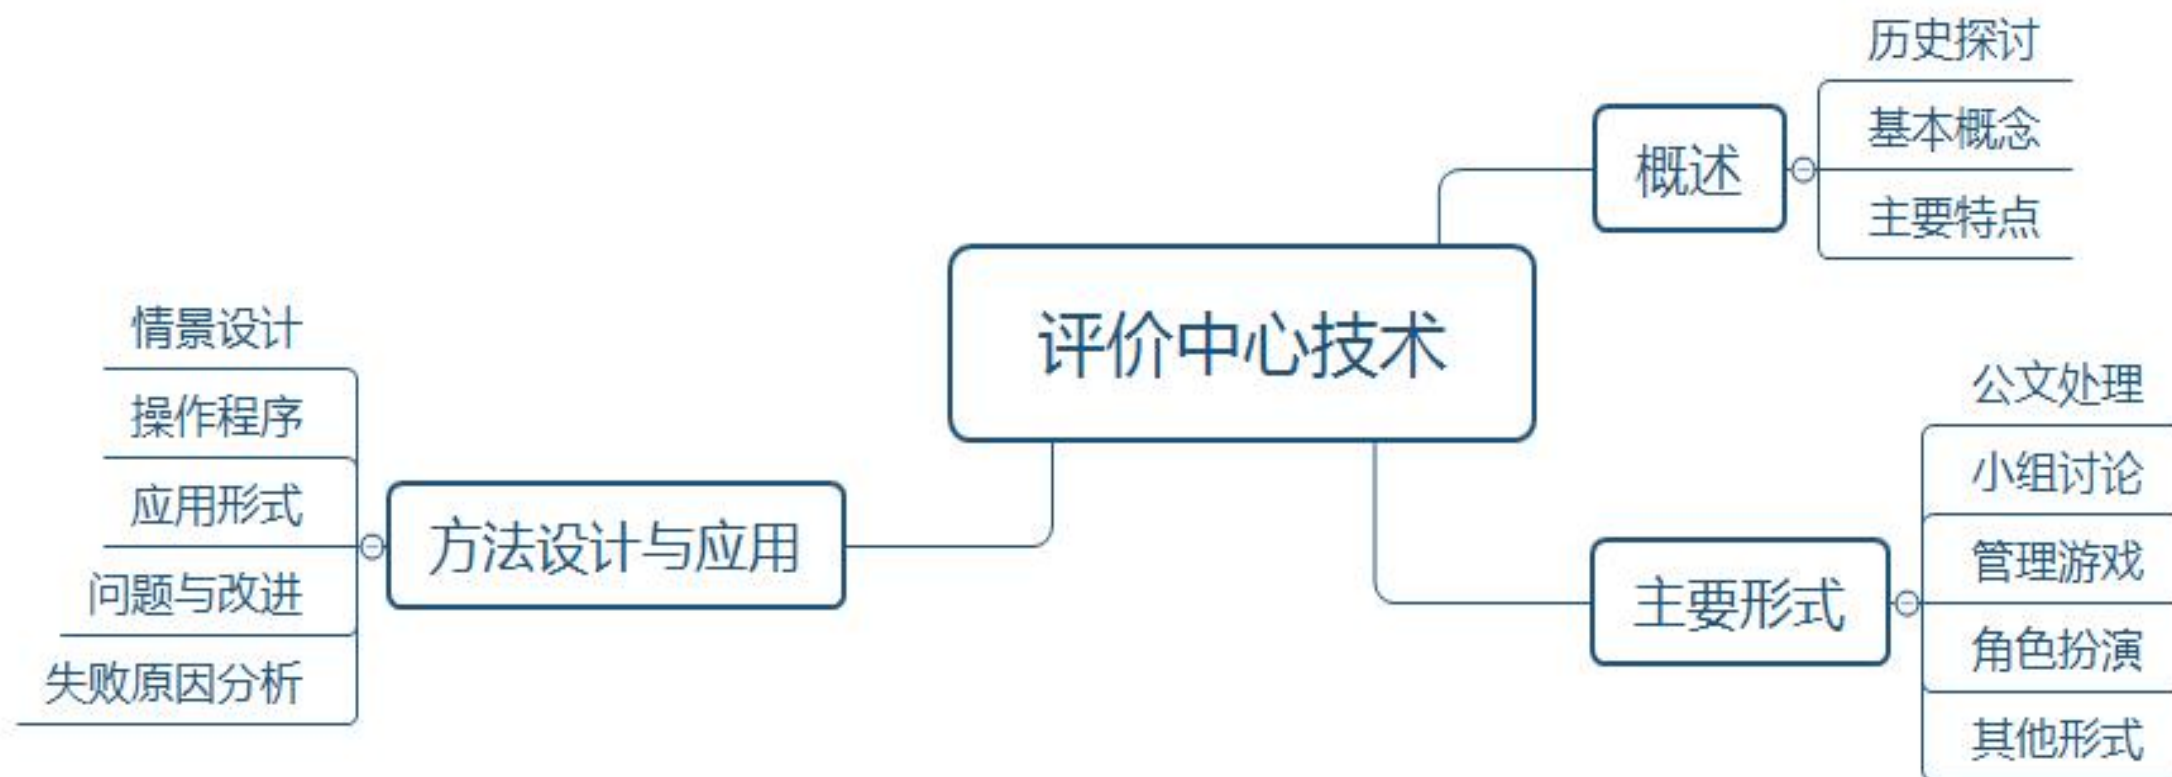 评价中心技术
概述
历史探讨
基本概念
主要特点
主要形式
公文处理
小组讨论
管理游戏
角色扮演
其他形式
方法设计与应用
情景设计
操作程序
应用形式
问题与改进
失败原因分析